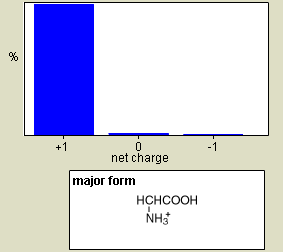 %
+1 0 -1
net charge
major form
HCHCOOH
NH3+